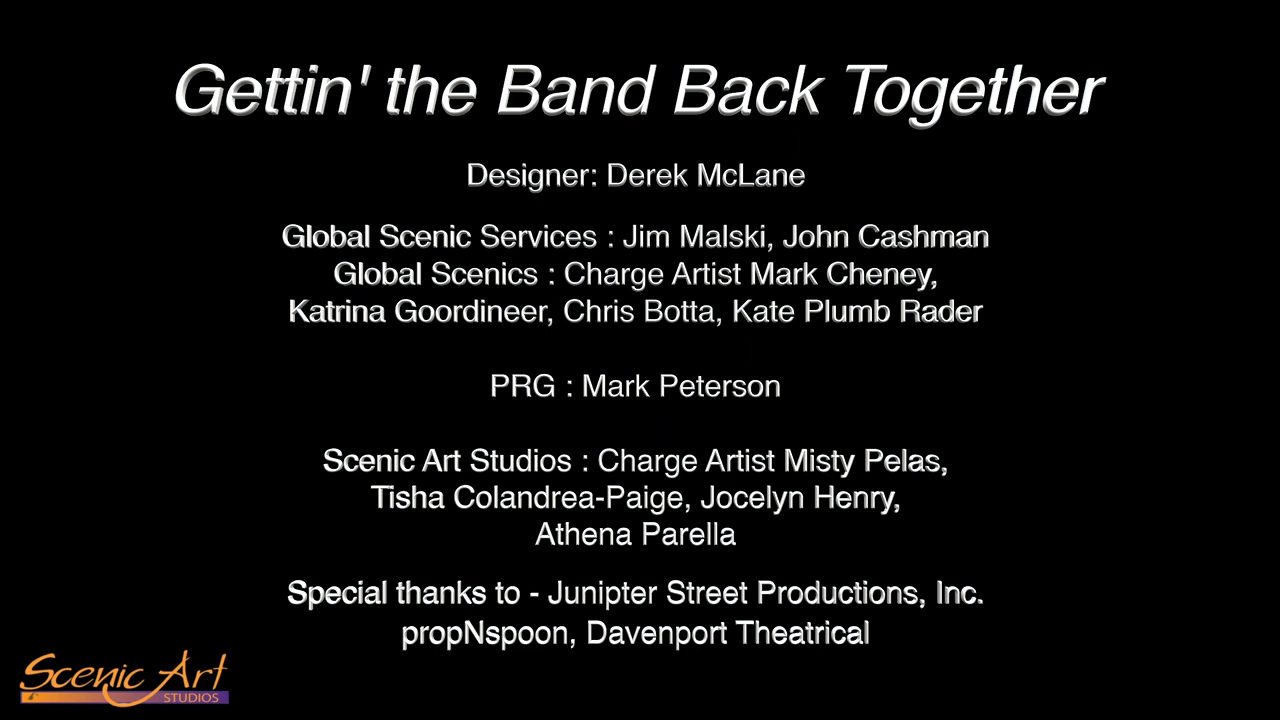 Gettin' the Band Back Together
Designer: Derek McLane
Global Scenic Services : Jim Malski, John Cashman
Global Scenics : Charge Artist Mark Cheney,
Katrina Goordineer, Chris Botta, Kate Plumb Rader
PRG : Mark Peterson
Scenic Art Studios : Charge Artist Misty Pelas,
Tisha Colandrea-Paige, Jocelyn Henry,
Athena Parella
Special thanks to - Junipter Street Productions, Inc.
propNspoon, Davenport Theatrical
Scenic Art
STUDIOS